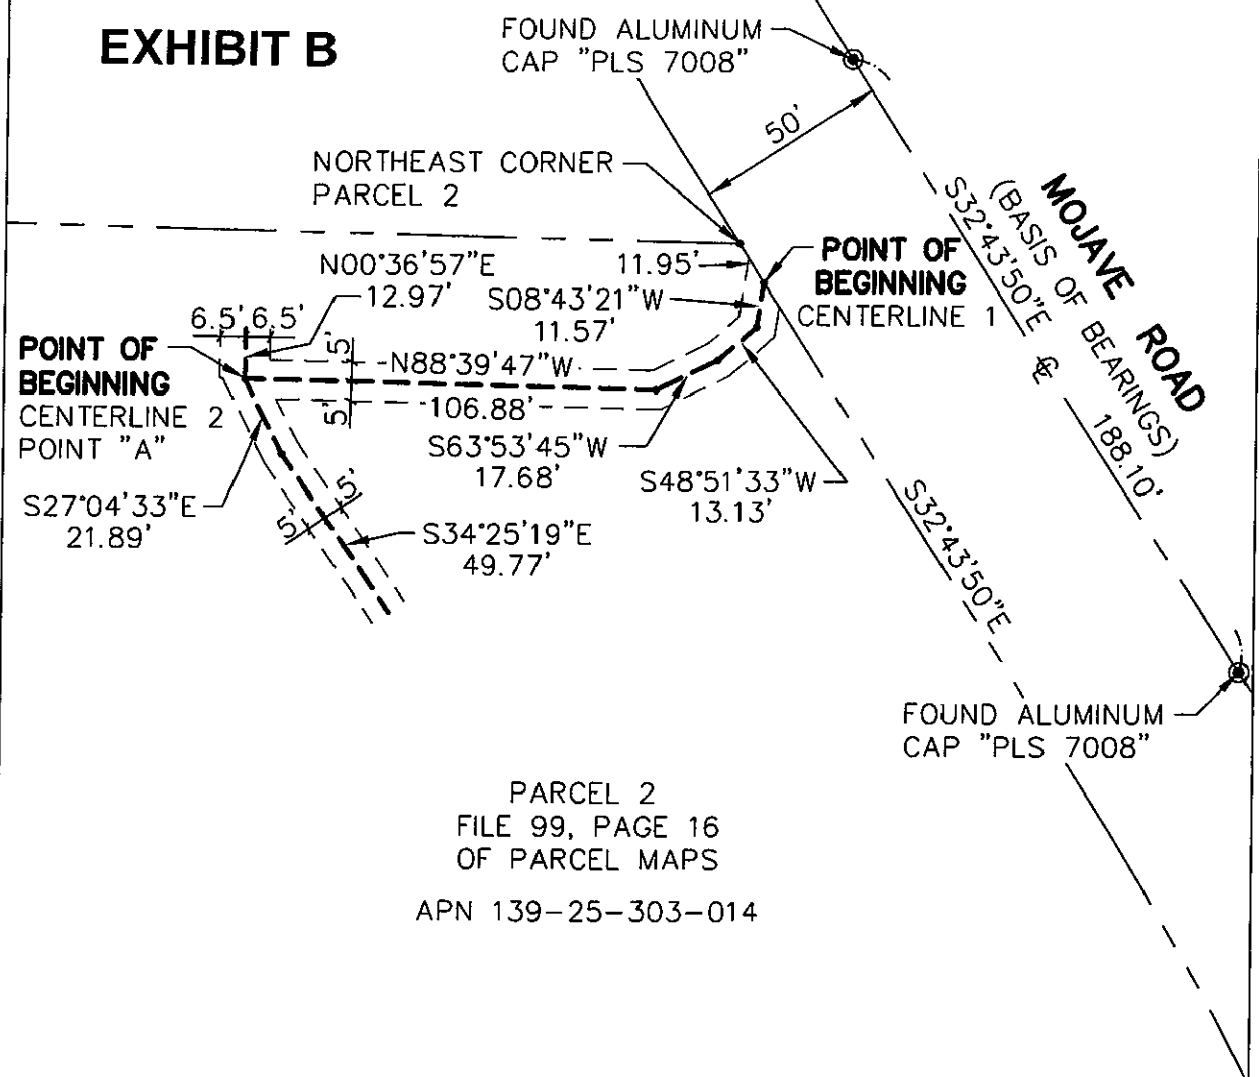 EXHIBIT B
FOUND ALUMINUM
CAP "PLS 7008"
50'
NORTHEAST CORNER
PARCEL 2
MOJAVE ROAD
(BASIS OF BEARINGS)
S32°43'50"E ℄ 188.10'
N00°36'57"E
12.97'
11.95'
S08°43'21"W
11.57'
POINT OF
BEGINNING
CENTERLINE 1
6.5' 6.5'
5'
5'
POINT OF
BEGINNING
CENTERLINE 2
POINT "A"
N88°39'47"W
106.88'
S63°53'45"W
17.68'
S48°51'33"W
13.13'
S27°04'33"E
21.89'
5'
5'
S34°25'19"E
49.77'
S32°43'50"E
FOUND ALUMINUM
CAP "PLS 7008"
PARCEL 2
FILE 99, PAGE 16
OF PARCEL MAPS
APN 139-25-303-014